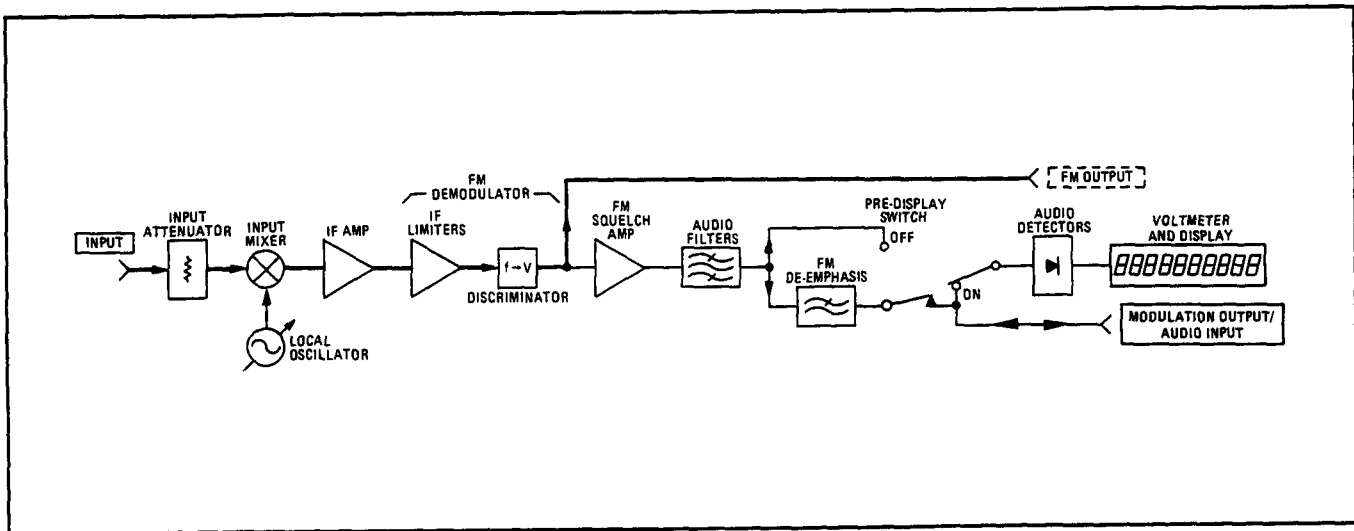 FM
DEMODULATOR
FM OUTPUT
INPUT
INPUT
ATTENUATOR
INPUT
MIXER
IF AMP
IF
LIMITERS
f→V
DISCRIMINATOR
FM
SQUELCH
AMP
AUDIO
FILTERS
PRE-DISPLAY
SWITCH
OFF
FM
DE-EMPHASIS
ON
AUDIO
DETECTORS
VOLTMETER
AND DISPLAY
8888888888
MODULATION OUTPUT/
AUDIO INPUT
LOCAL
OSCILLATOR